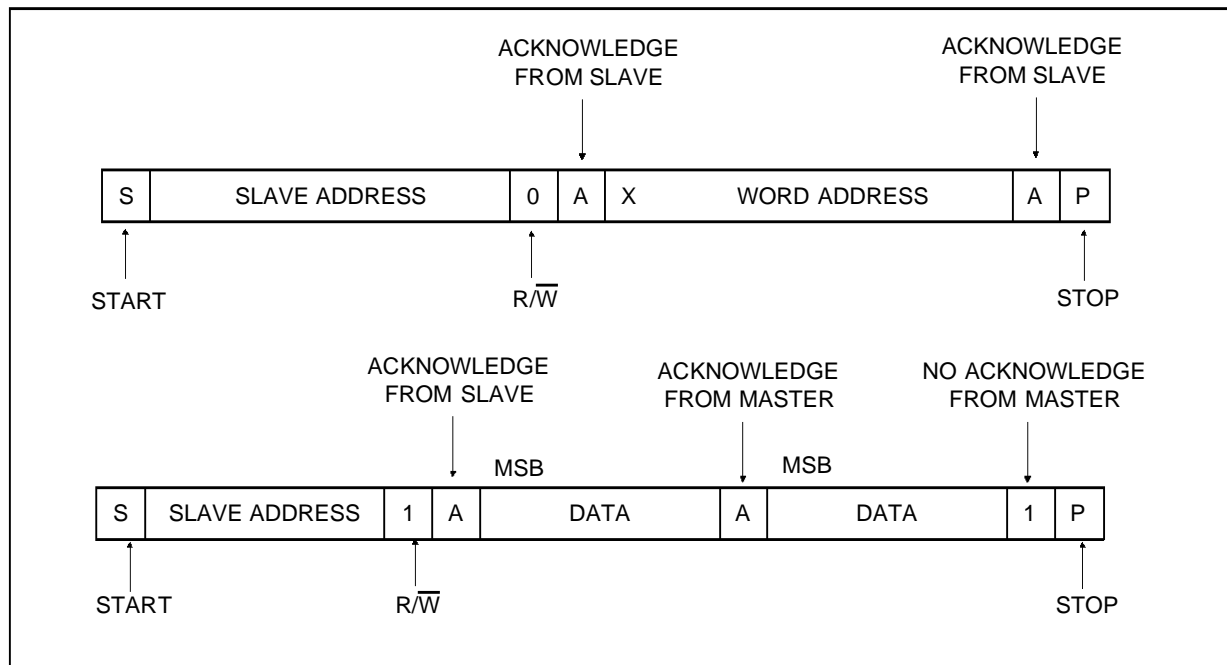 ACKNOWLEDGE
FROM SLAVE
ACKNOWLEDGE
FROM SLAVE
S SLAVE ADDRESS 0 A X WORD ADDRESS A P
START
R/W̅
STOP
ACKNOWLEDGE
FROM SLAVE
ACKNOWLEDGE
FROM MASTER
NO ACKNOWLEDGE
FROM MASTER
MSB
MSB
S SLAVE ADDRESS 1 A DATA A DATA 1 P
START
R/W̅
STOP